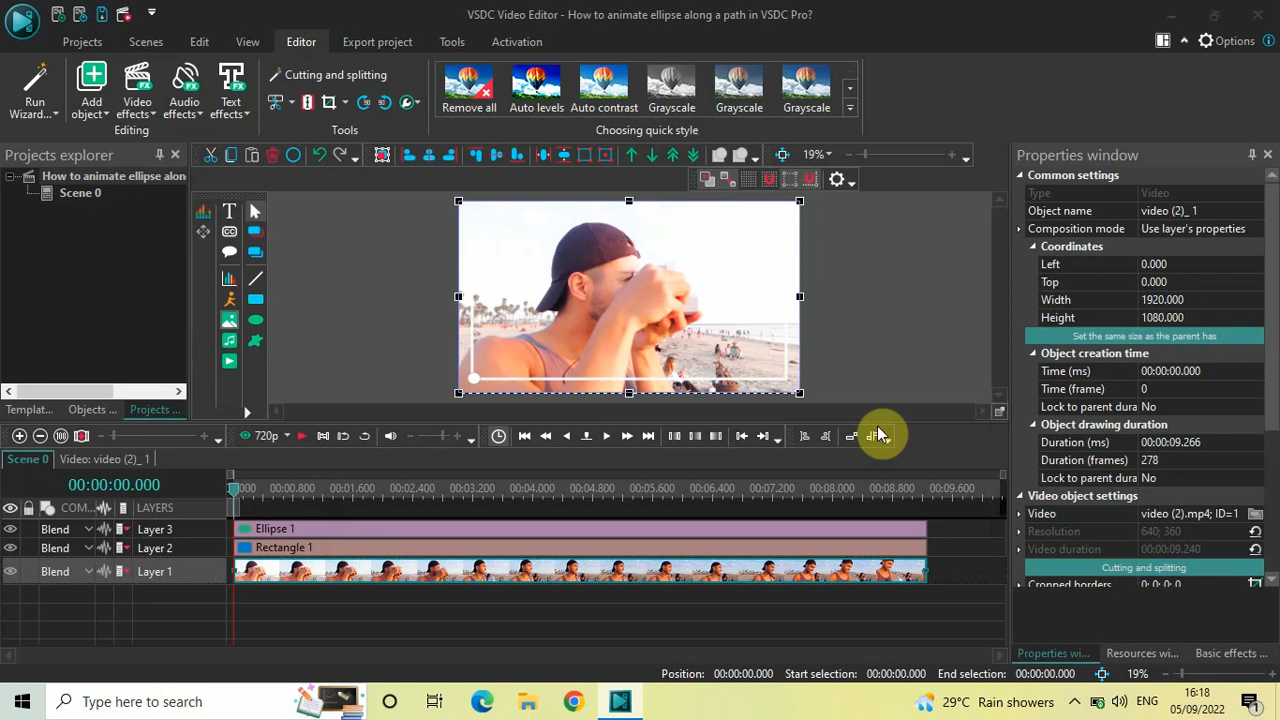 VSDC Video Editor - How to animate ellipse along a path in VSDC Pro?
Projects Scenes Edit View Editor Export project Tools Activation
Options
Run Wizard...
Add object
Video effects
Audio effects
Text effects
Editing
Cutting and splitting
Tools
Remove all
Auto levels
Auto contrast
Grayscale
Grayscale
Grayscale
Choosing quick style
Projects explorer
How to animate ellipse alon
Scene 0
Templat... Objects ... Projects ...
19%
T
CC
Properties window
Common settings
Type Video
Object name video (2)_ 1
Composition mode Use layer's properties
Coordinates
Left 0.000
Top 0.000
Width 1920.000
Height 1080.000
Set the same size as the parent has
Object creation time
Time (ms) 00:00:00.000
Time (frame) 0
Lock to parent dura No
Object drawing duration
Duration (ms) 00:00:09.266
Duration (frames) 278
Lock to parent dura No
Video object settings
Video video (2).mp4; ID=1
Resolution 640; 360
Video duration 00:00:09.240
Cutting and splitting
Cropped borders 0; 0; 0; 0
Properties wi... Resources wi... Basic effects ...
720p
Scene 0 Video: video (2)_ 1
00:00:00.000
000 00:00.800 00:01.600 00:02.400 00:03.200 00:04.000 00:04.800 00:05.600 00:06.400 00:07.200 00:08.000 00:08.800 00:09.600
COM... LAYERS
Blend Layer 3 Ellipse 1
Blend Layer 2 Rectangle 1
Blend Layer 1
Position: 00:00:00.000 Start selection: 00:00:00.000 End selection: 00:00:00.000 19%
Type here to search
29°C Rain showers
ENG
16:18
05/09/2022
1